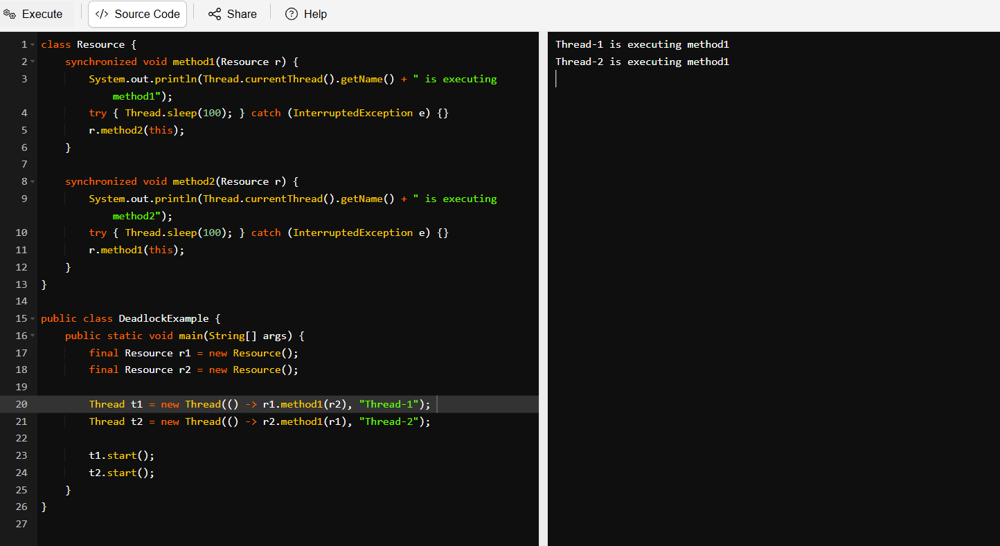 Execute
Source Code
Share
Help
1 class Resource {
2 synchronized void method1(Resource r) {
3 System.out.println(Thread.currentThread().getName() + " is executing
method1");
4 try { Thread.sleep(100); } catch (InterruptedException e) {}
5 r.method2(this);
6 }
7
8 synchronized void method2(Resource r) {
9 System.out.println(Thread.currentThread().getName() + " is executing
method2");
10 try { Thread.sleep(100); } catch (InterruptedException e) {}
11 r.method1(this);
12 }
13 }
14
15 public class DeadlockExample {
16 public static void main(String[] args) {
17 final Resource r1 = new Resource();
18 final Resource r2 = new Resource();
19
20 Thread t1 = new Thread(() -> r1.method1(r2), "Thread-1");
21 Thread t2 = new Thread(() -> r2.method1(r1), "Thread-2");
22
23 t1.start();
24 t2.start();
25 }
26 }
27
Thread-1 is executing method1
Thread-2 is executing method1